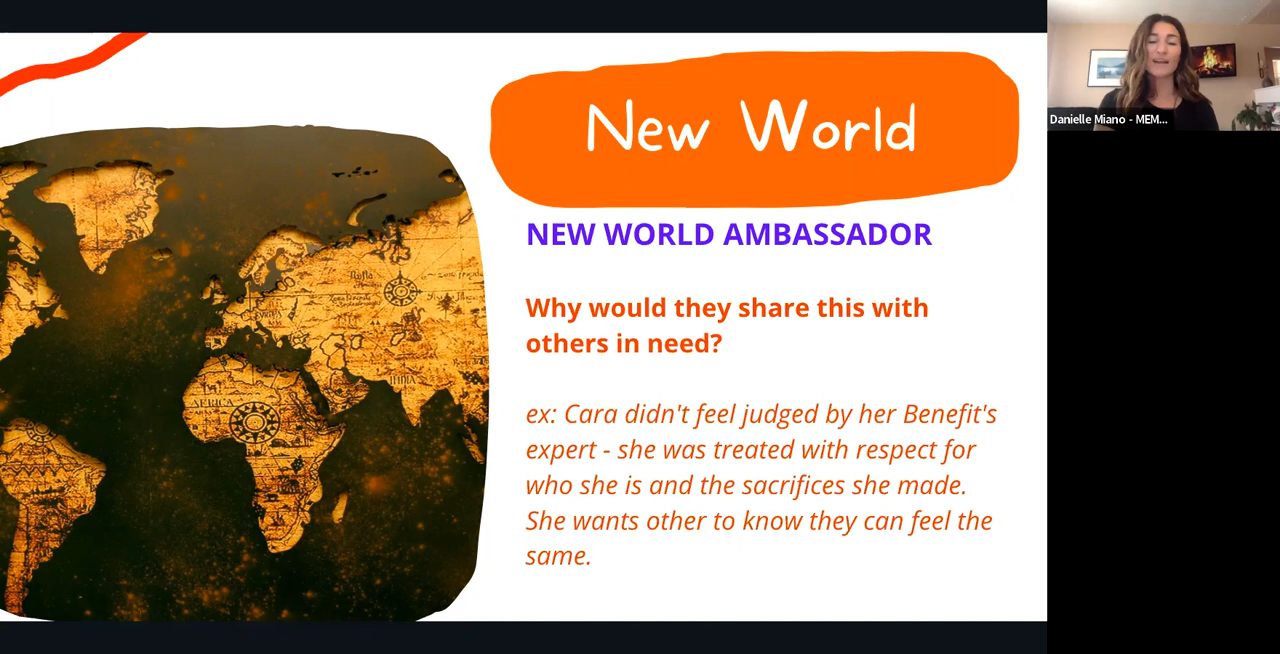 New World
NEW WORLD AMBASSADOR
Why would they share this with
others in need?
ex: Cara didn't feel judged by her Benefit's
expert - she was treated with respect for
who she is and the sacrifices she made.
She wants other to know they can feel the
same.
Danielle Miano - MEM...
AFRICA
INDIA